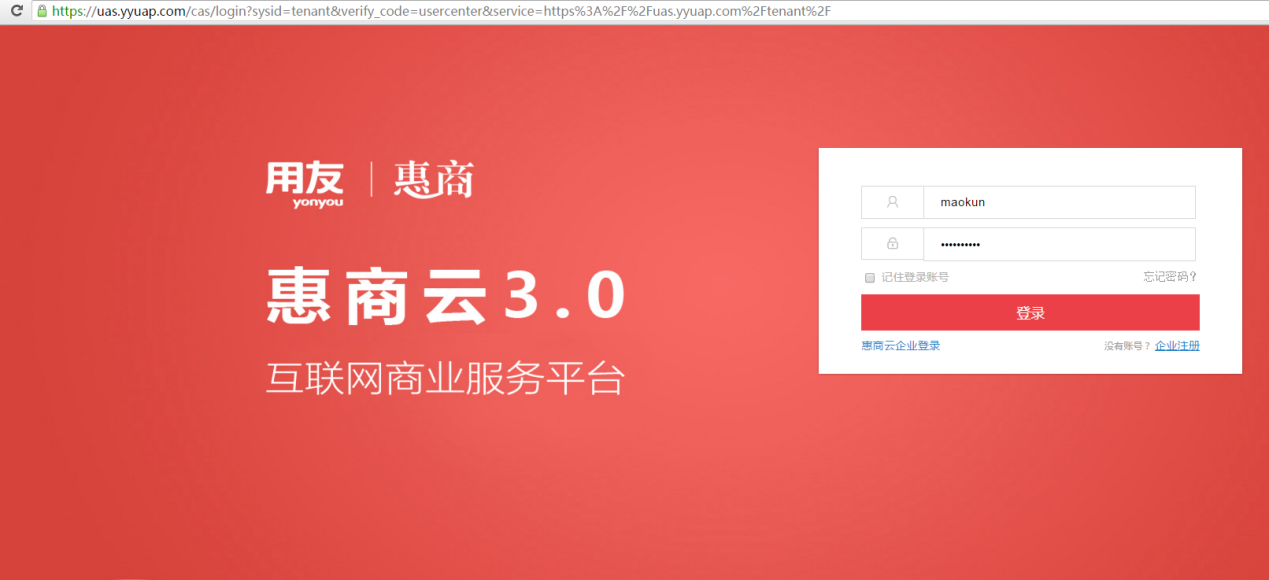 https://uas.yyuap.com/cas/login?sysid=tenant&verify_code=usercenter&service=https%3A%2F%2Fuas.yyuap.com%2Ftenant%2F
用友 惠商
yonyou
惠商云3.0
互联网商业服务平台
maokun
••••••••••
记住登录账号 忘记密码?
登录
惠商云企业登录 没有账号? 企业注册